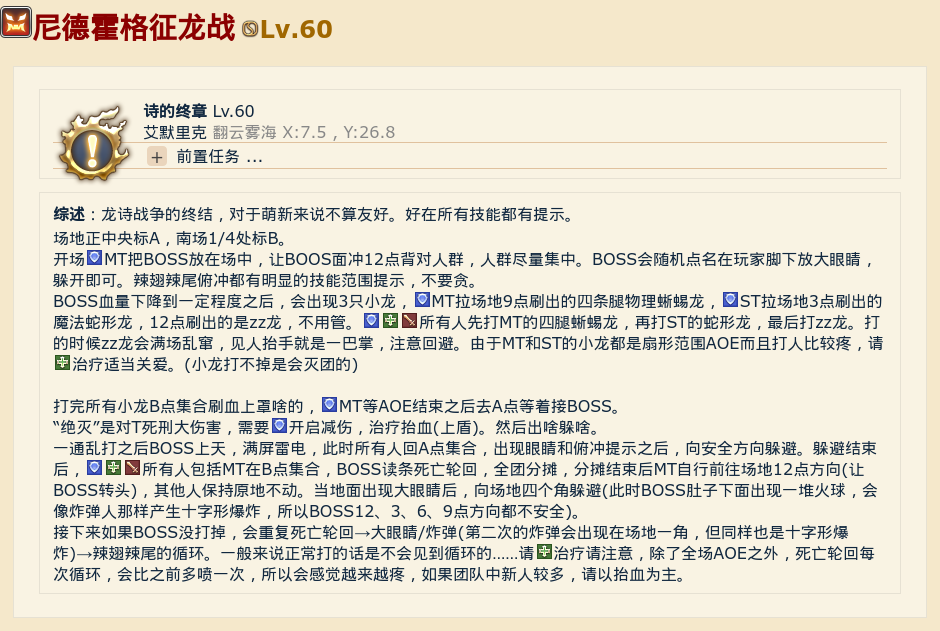 尼德霍格征龙战 Lv.60
诗的终章 Lv.60
艾默里克 翻云雾海 X:7.5 , Y:26.8
+ 前置任务 ...
综述：龙诗战争的终结，对于萌新来说不算友好。好在所有技能都有提示。
场地正中央标A，南场1/4处标B。
开场MT把BOSS放在场中，让BOOS面冲12点背对人群，人群尽量集中。BOSS会随机点名在玩家脚下放大眼睛，
躲开即可。辣翅辣尾俯冲都有明显的技能范围提示，不要贪。
BOSS血量下降到一定程度之后，会出现3只小龙，MT拉场地9点刷出的四条腿物理蜥蜴龙，ST拉场地3点刷出的
魔法蛇形龙，12点刷出的是zz龙，不用管。所有人先打MT的四腿蜥蜴龙，再打ST的蛇形龙，最后打zz龙。打
的时候zz龙会满场乱窜，见人抬手就是一巴掌，注意回避。由于MT和ST的小龙都是扇形范围AOE而且打人比较疼，请
治疗适当关爱。(小龙打不掉是会灭团的)
打完所有小龙B点集合刷血上罩啥的，MT等AOE结束之后去A点等着接BOSS。
“绝灭”是对T死刑大伤害，需要开启减伤，治疗抬血(上盾)。然后出啥躲啥。
一通乱打之后BOSS上天，满屏雷电，此时所有人回A点集合，出现眼睛和俯冲提示之后，向安全方向躲避。躲避结束
后，所有人包括MT在B点集合，BOSS读条死亡轮回，全团分摊，分摊结束后MT自行前往场地12点方向(让
BOSS转头)，其他人保持原地不动。当地面出现大眼睛后，向场地四个角躲避(此时BOSS肚子下面出现一堆火球，会
像炸弹人那样产生十字形爆炸，所以BOSS12、3、6、9点方向都不安全)。
接下来如果BOSS没打掉，会重复死亡轮回→大眼睛/炸弹(第二次的炸弹会出现在场地一角，但同样也是十字形爆
炸)→辣翅辣尾的循环。一般来说正常打的话是不会见到循环的......请治疗请注意，除了全场AOE之外，死亡轮回每
次循环，会比之前多喷一次，所以会感觉越来越疼，如果团队中新人较多，请以抬血为主。